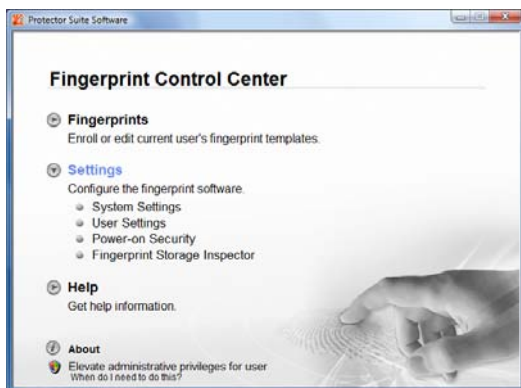 Protector Suite Software
Fingerprint Control Center
Fingerprints
Enroll or edit current user's fingerprint templates.
Settings
Configure the fingerprint software.
System Settings
User Settings
Power-on Security
Fingerprint Storage Inspector
Help
Get help information.
About
Elevate administrative privileges for user
When do I need to do this?